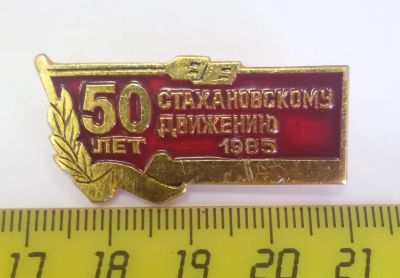 50 ЛЕТ
СТАХАНОВСКОМУ
ДВИЖЕНИЮ
1985
17 18 19 20 21